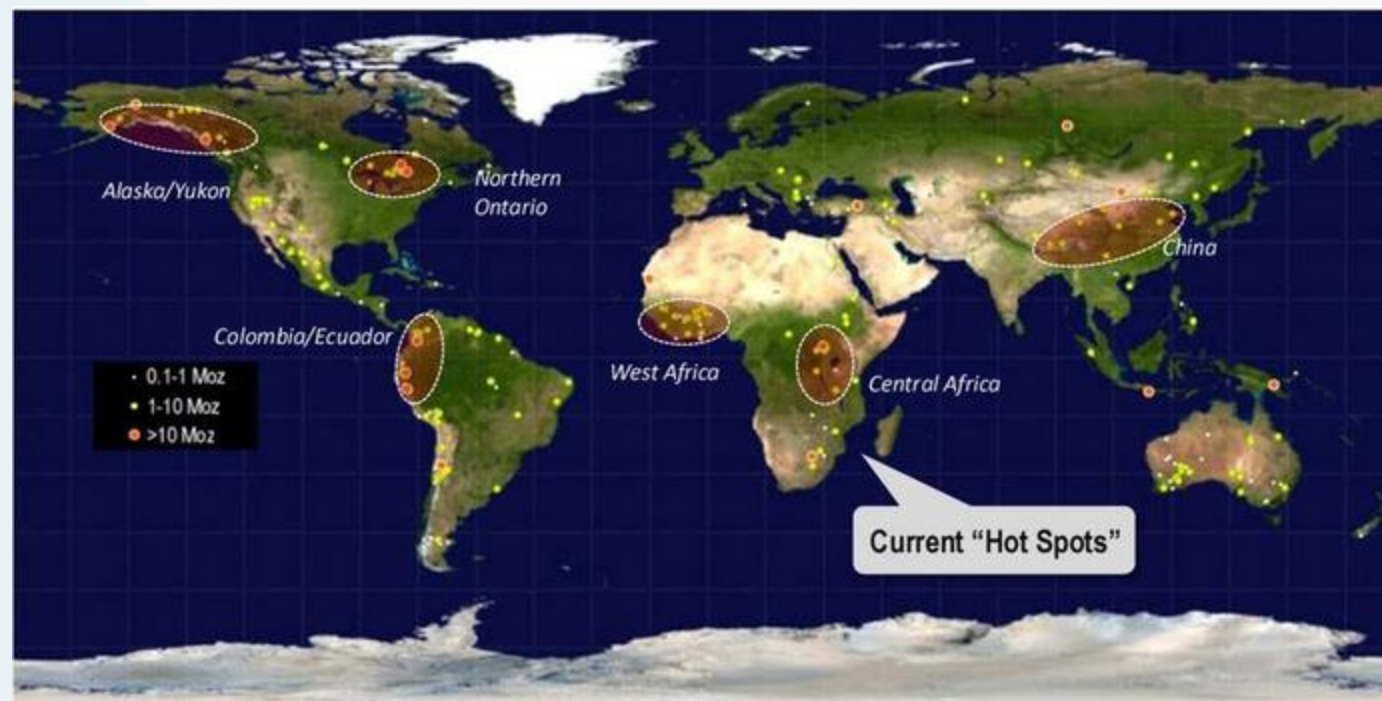 Alaska/Yukon
Northern
Ontario
China
Colombia/Ecuador
West Africa
Central Africa
0.1-1 Moz
1-10 Moz
>10 Moz
Current “Hot Spots”